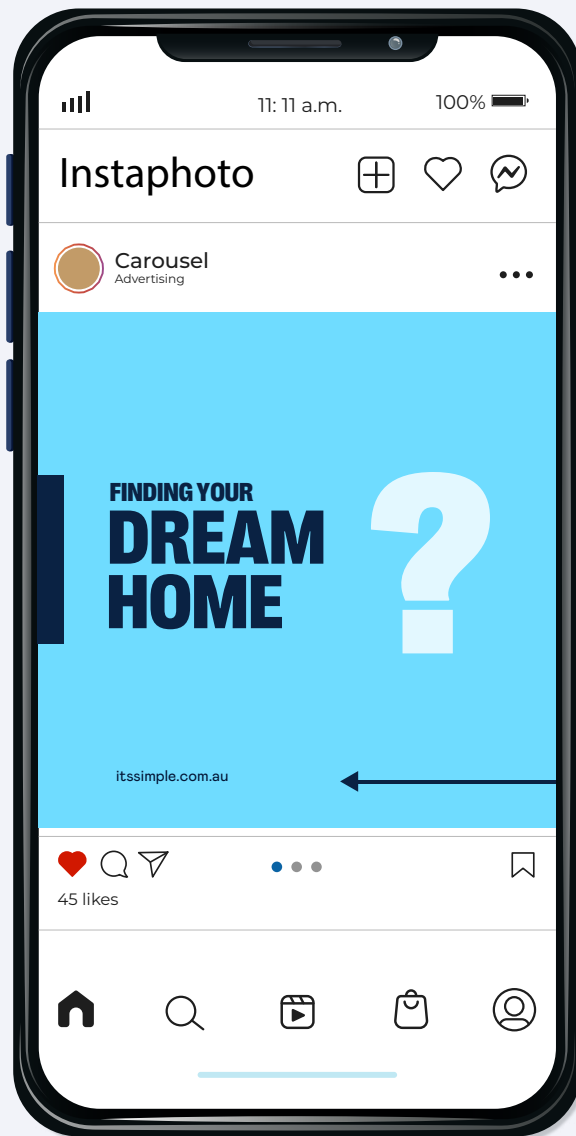 11: 11 a.m. 100%
Instaphoto
Carousel
Advertising
FINDING YOUR
DREAM
HOME
?
itssimple.com.au
45 likes